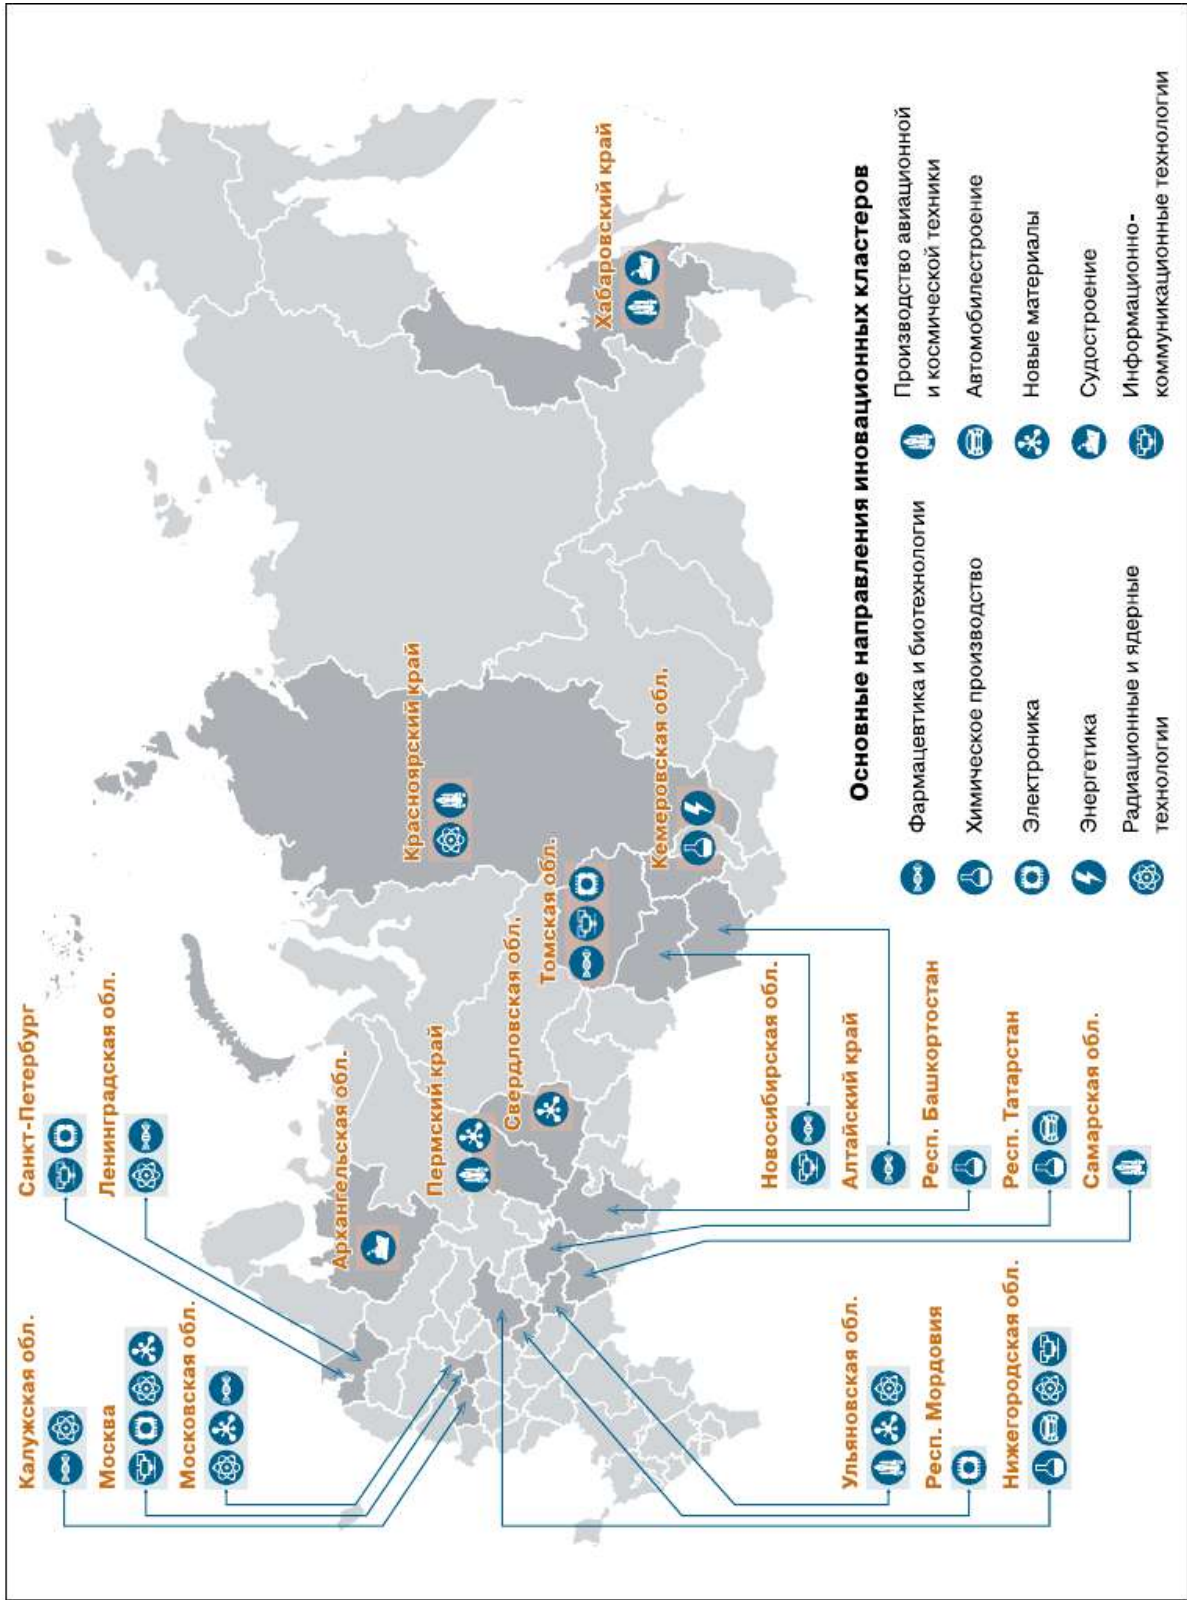 Калужская обл.
Москва
Московская обл.
Санкт-Петербург
Ленинградская обл.
Архангельская обл.
Пермский край
Свердловская обл.
Томская обл.
Красноярский край
Кемеровская обл.
Хабаровский край
Ульяновская обл.
Респ. Мордовия
Нижегородская обл.
Новосибирская обл.
Алтайский край
Респ. Башкортостан
Респ. Татарстан
Самарская обл.
Основные направления иновационных кластеров
Фармацевтика и биотехнологии
Химическое производство
Электроника
Энергетика
Радиационные и ядерные
технологии
Производство авиационной
и космической техники
Автомобилестроение
Новые материалы
Судостроение
Информационно-
коммуникационные технологии